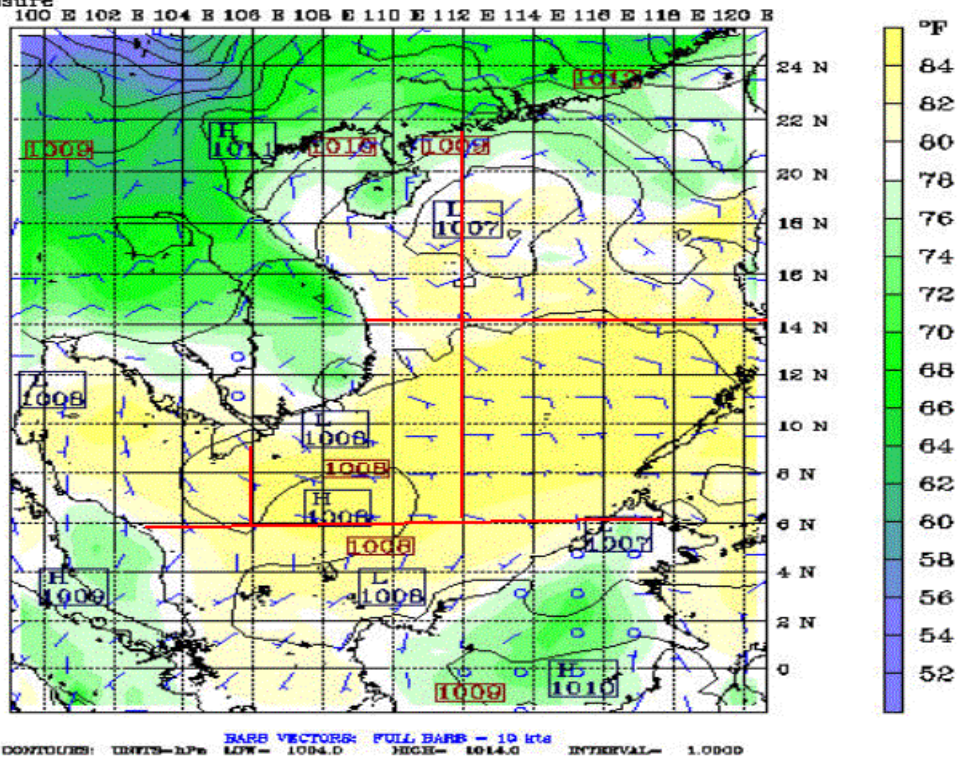 sure
100 E 102 E 104 E 106 E 108 E 110 E 112 E 114 E 116 E 118 E 120 E
°F
84
24 N
1012
82
22 N
H
1011
1009
1010
1009
80
20 N
78
L
1007
18 N
76
16 N
74
72
14 N
70
12 N
1008
68
L
1008
10 N
66
1008
8 N
64
H
1008
6 N
62
L
1007
1008
60
4 N
H
1009
L
1008
58
2 N
56
54
0
H
1010
1009
52
BARB VECTORS: FULL BARB = 10 kts
CONTOURS: UNITS=hPa LOW= 1004.0 HIGH= 1014.0 INTERVAL= 1.0000